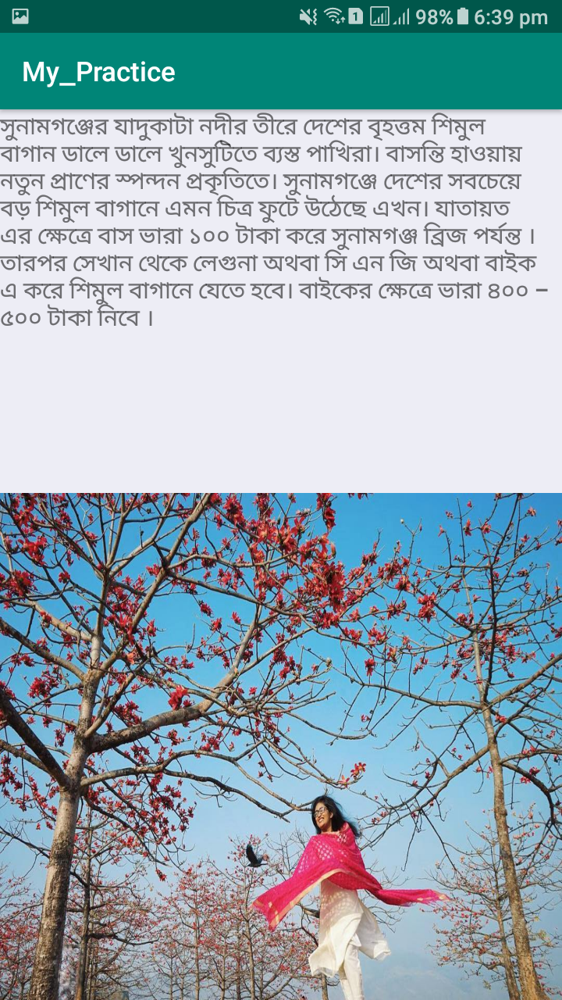 1 98% 6:39 pm
My_Practice
সুনামগঞ্জের যাদুকাটা নদীর তীরে দেশের বৃহত্তম শিমুল
বাগান ডালে ডালে খুনসুটিতে ব্যস্ত পাখিরা। বাসন্তি হাওয়ায়
নতুন প্রাণের স্পন্দন প্রকৃতিতে। সুনামগঞ্জে দেশের সবচেয়ে
বড় শিমুল বাগানে এমন চিত্র ফুটে উঠেছে এখন। যাতায়ত
এর ক্ষেত্রে বাস ভারা ১০০ টাকা করে সুনামগঞ্জ ব্রিজ পর্যন্ত ।
তারপর সেখান থেকে লেগুনা অথবা সি এন জি অথবা বাইক
এ করে শিমুল বাগানে যেতে হবে। বাইকের ক্ষেত্রে ভারা ৪০০ –
৫০০ টাকা নিবে ।